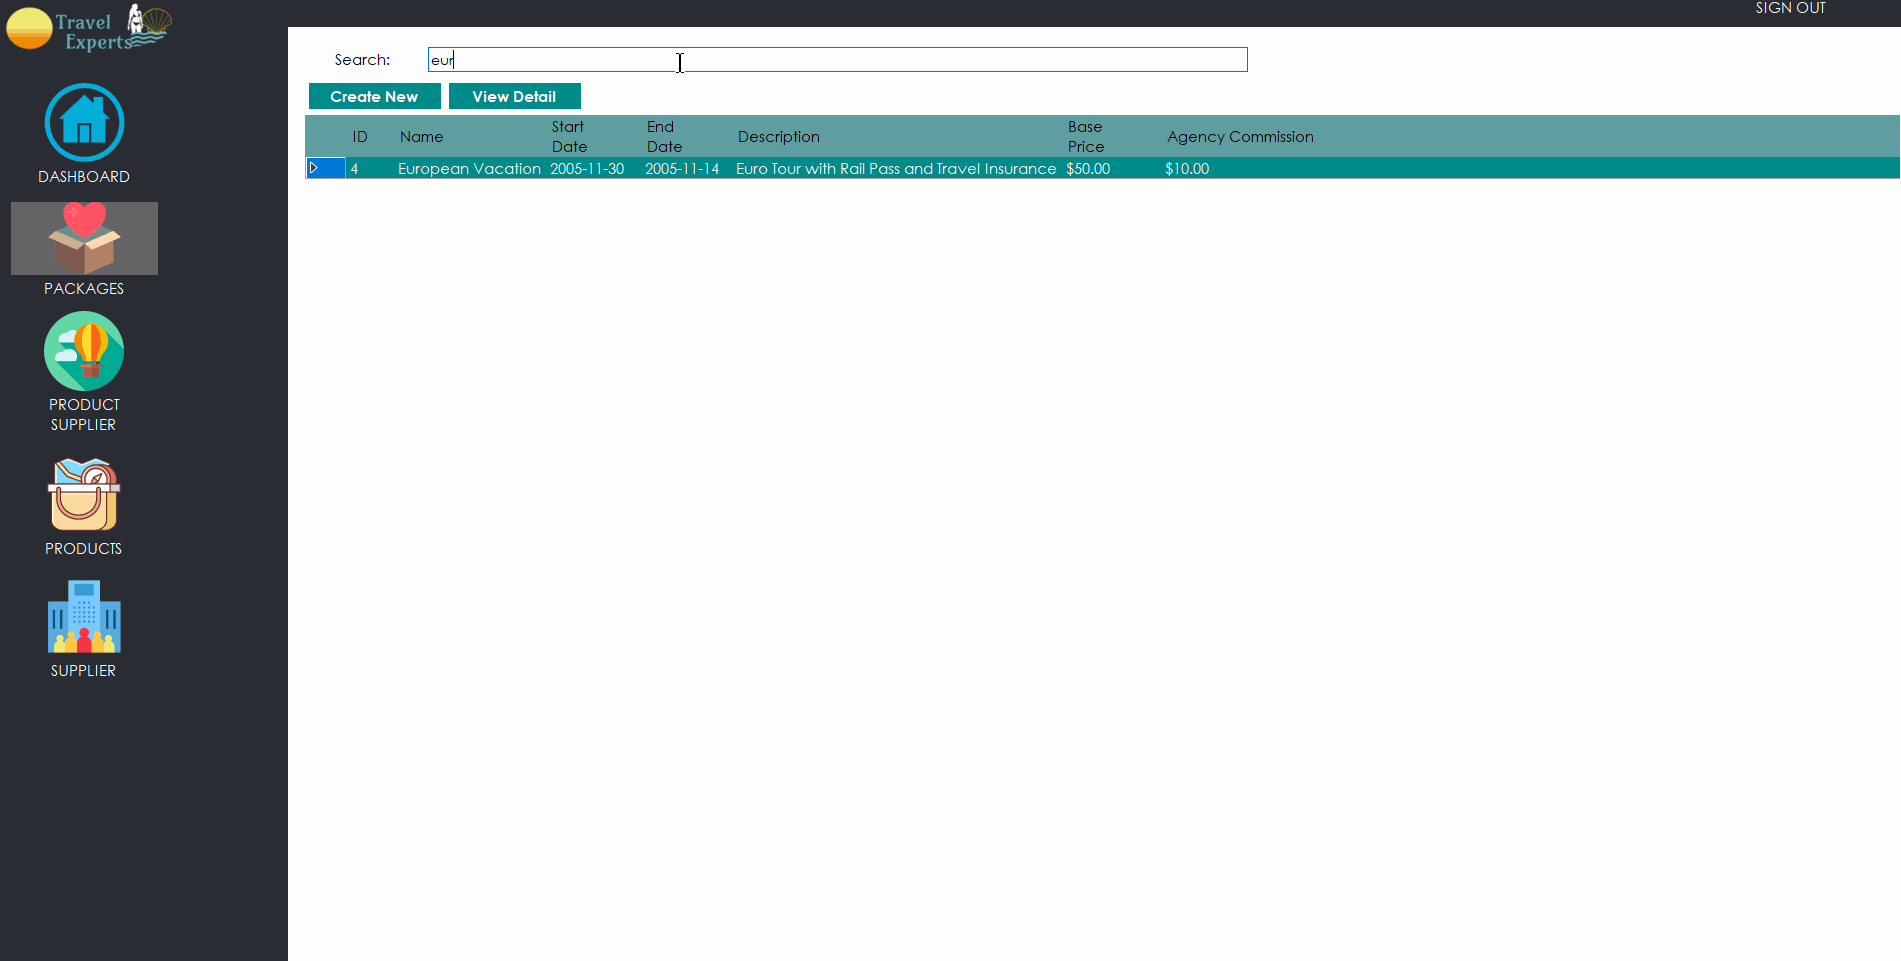 Travel
Experts
SIGN OUT
DASHBOARD
PACKAGES
PRODUCT
SUPPLIER
PRODUCTS
SUPPLIER
Search: eur
Create New View Detail
ID Name Start Date End Date Description Base Price Agency Commission
4 European Vacation 2005-11-30 2005-11-14 Euro Tour with Rail Pass and Travel Insurance $50.00 $10.00